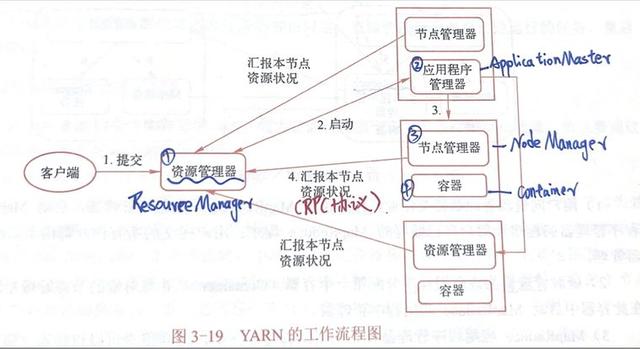 节点管理器
汇报本节点
资源状况
② 应用程序
管理器
ApplicationMaster
2. 启动
3.
客户端
1. 提交
①
资源管理器
Resource Manager
③
节点管理器
Node Manager
4. 汇报本节点
资源状况
(RPC协议)
容器
Container
汇报本节点
资源状况
资源管理器
容器
图 3-19 YARN 的工作流程图